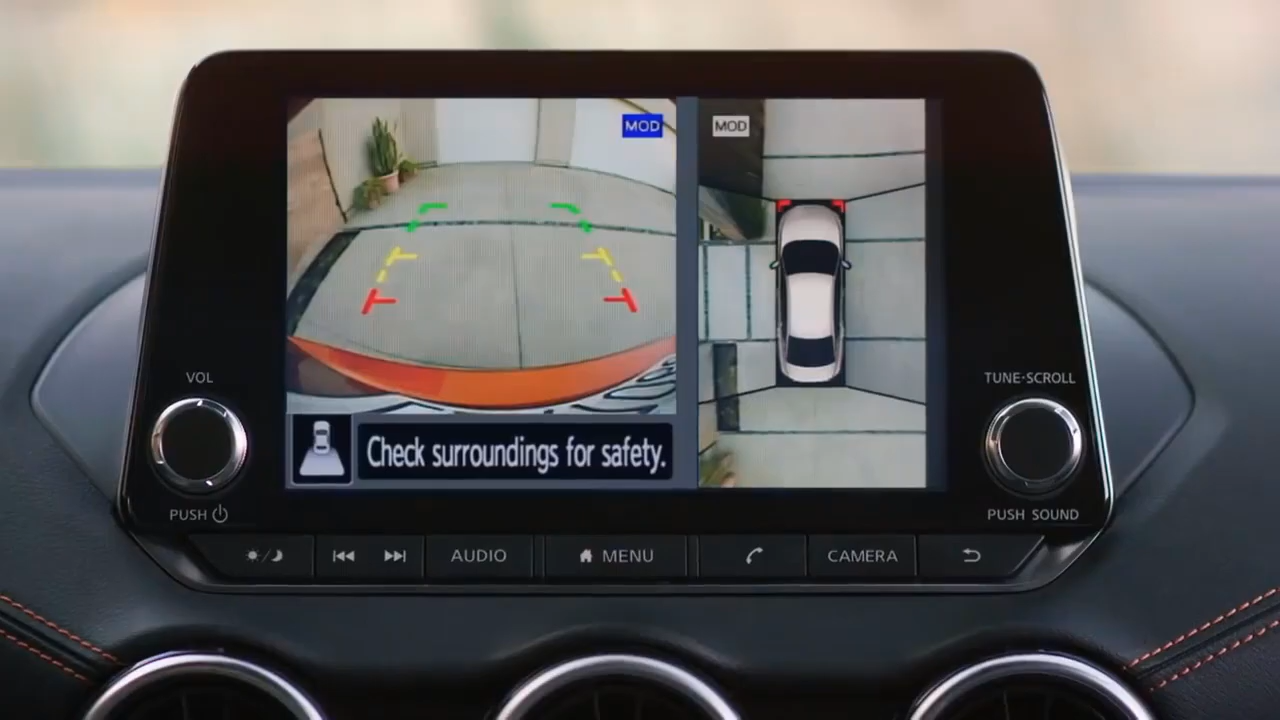 MOD
MOD
Check surroundings for safety.
VOL
PUSH
TUNE·SCROLL
PUSH SOUND
AUDIO
MENU
CAMERA